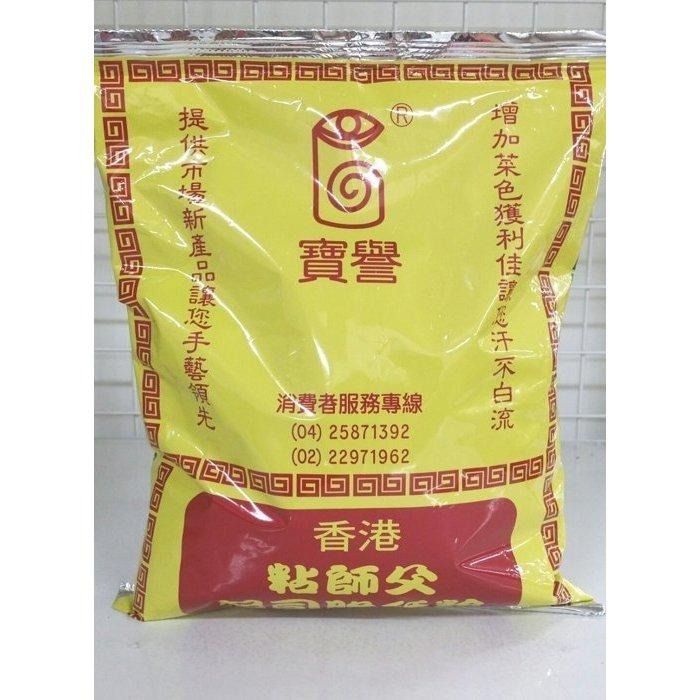 ®
寶譽
增加菜色獲利佳讓您汗不白流
提供市場新產品讓您手藝領先
消費者服務專線
(04) 25871392
(02) 22971962
香港
粘師父